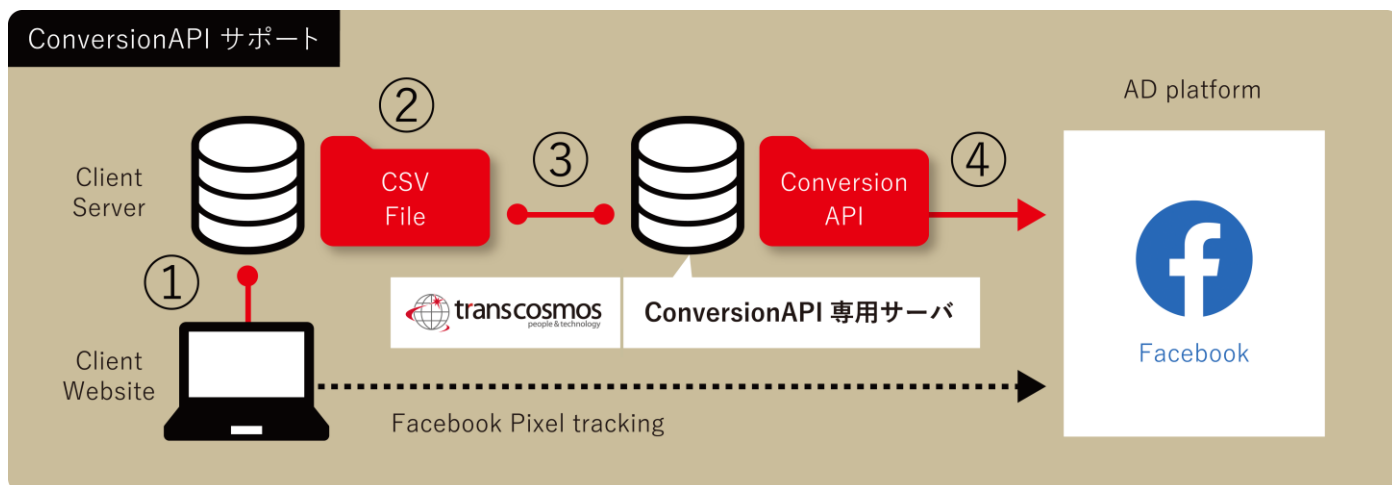 ConversionAPI サポート
AD platform
②
③
④
Client
Server
CSV
File
Conversion
API
①
transcosmos
people & technology
ConversionAPI 専用サーバ
Client
Website
Facebook Pixel tracking
Facebook